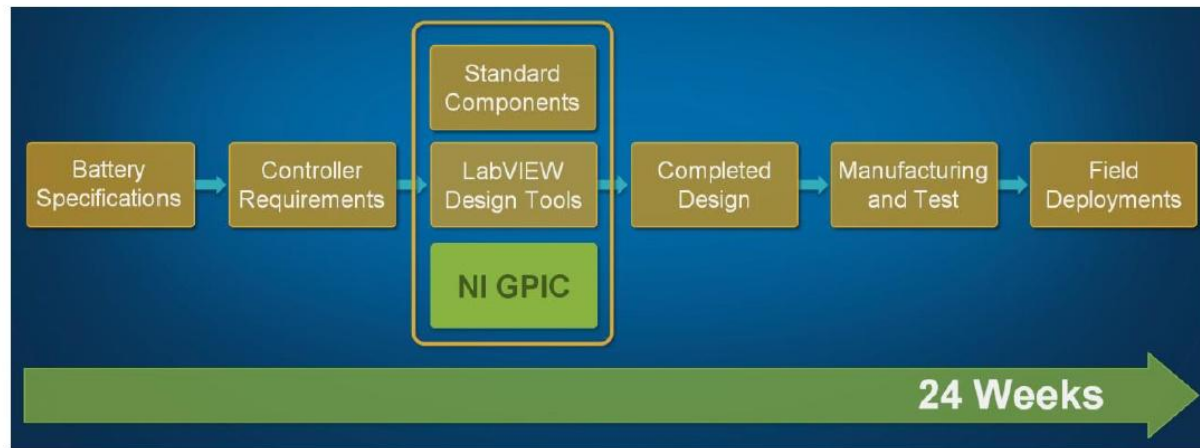 Standard
Components
Battery
Specifications
Controller
Requirements
LabVIEW
Design Tools
Completed
Design
Manufacturing
and Test
Field
Deployments
NI GPIC
24 Weeks